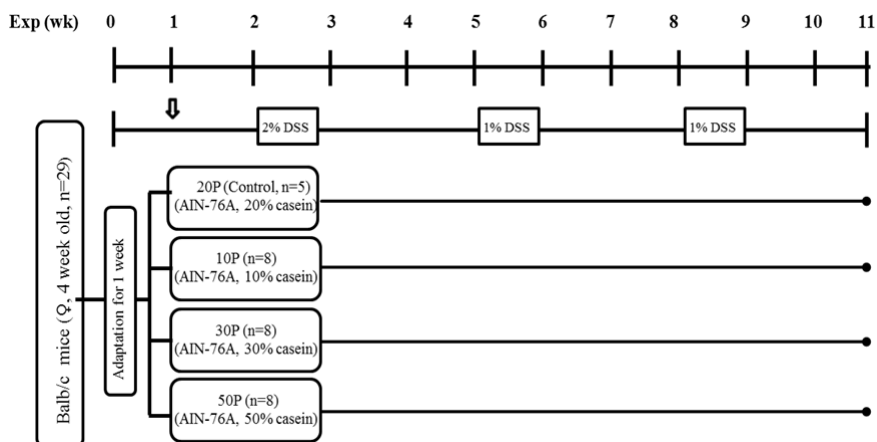 Exp (wk) 0 1 2 3 4 5 6 7 8 9 10 11
2% DSS 1% DSS 1% DSS
Balb/c mice (♀, 4 week old, n=29)
Adaptation for 1 week
20P (Control, n=5)
(AIN-76A, 20% casein)
10P (n=8)
(AIN-76A, 10% casein)
30P (n=8)
(AIN-76A, 30% casein)
50P (n=8)
(AIN-76A, 50% casein)